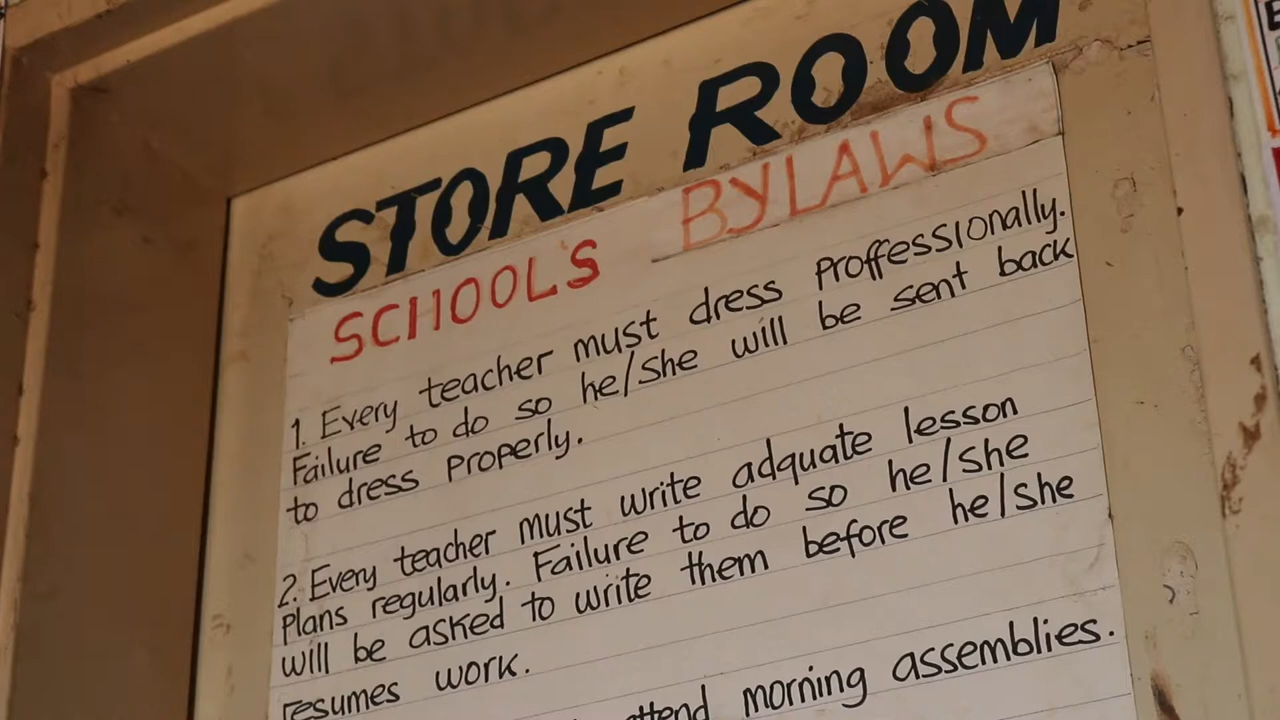 STORE ROOM
SCHOOL'S BYLAWS
1. Every teacher must dress proffessionally.
Failure to do so he/she will be sent back
to dress properly.
2. Every teacher must write adquate lesson
plans regularly. Failure to do so he/she
will be asked to write them before he/she
resumes work.
attend morning assemblies.